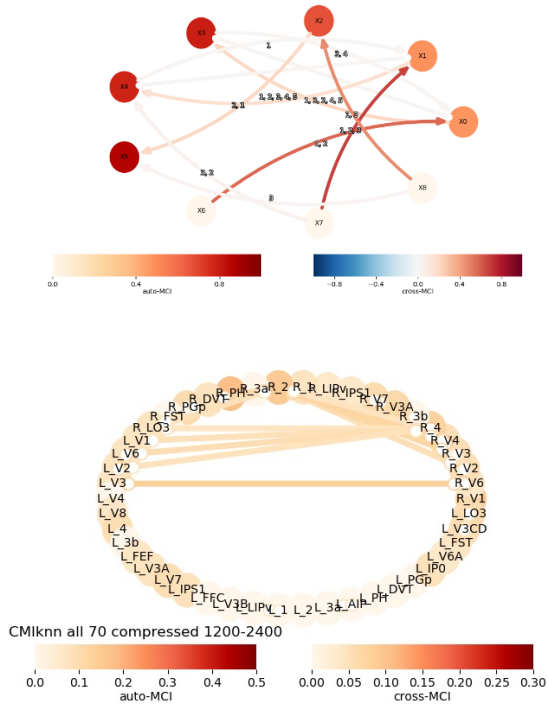 X2
X3
X1
X4
X0
X5
X6
X7
X8
1
3, 4
1, 2, 3, 4, 5
1, 3, 2, 4, 5
2, 1
3, 2
3
0.0 0.4 0.8
auto-MCI
−0.8 −0.4 0.0 0.4 0.8
cross-MCI
R_3a R_2 R_1 R_LIPv
R_PH R_IPS1
R_DVT R_V7
R_PGp R_V3A
R_FST R_3b
R_LO3 R_4
L_V1 R_V4
L_V6 R_V3
L_V2 R_V2
L_V3 R_V6
L_V4 R_V1
L_V8 L_LO3
L_4 L_V3CD
L_3b L_FST
L_FEF L_V6A
L_V3A L_IP0
L_V7 L_PGp
L_IPS1 L_DVT
L_FFC L_PH
L_V3B L_LIPv L_1 L_2 L_3a L_AIP
CMIknn all 70 compressed 1200-2400
0.0 0.1 0.2 0.3 0.4 0.5
auto-MCI
0.00 0.05 0.10 0.15 0.20 0.25 0.30
cross-MCI